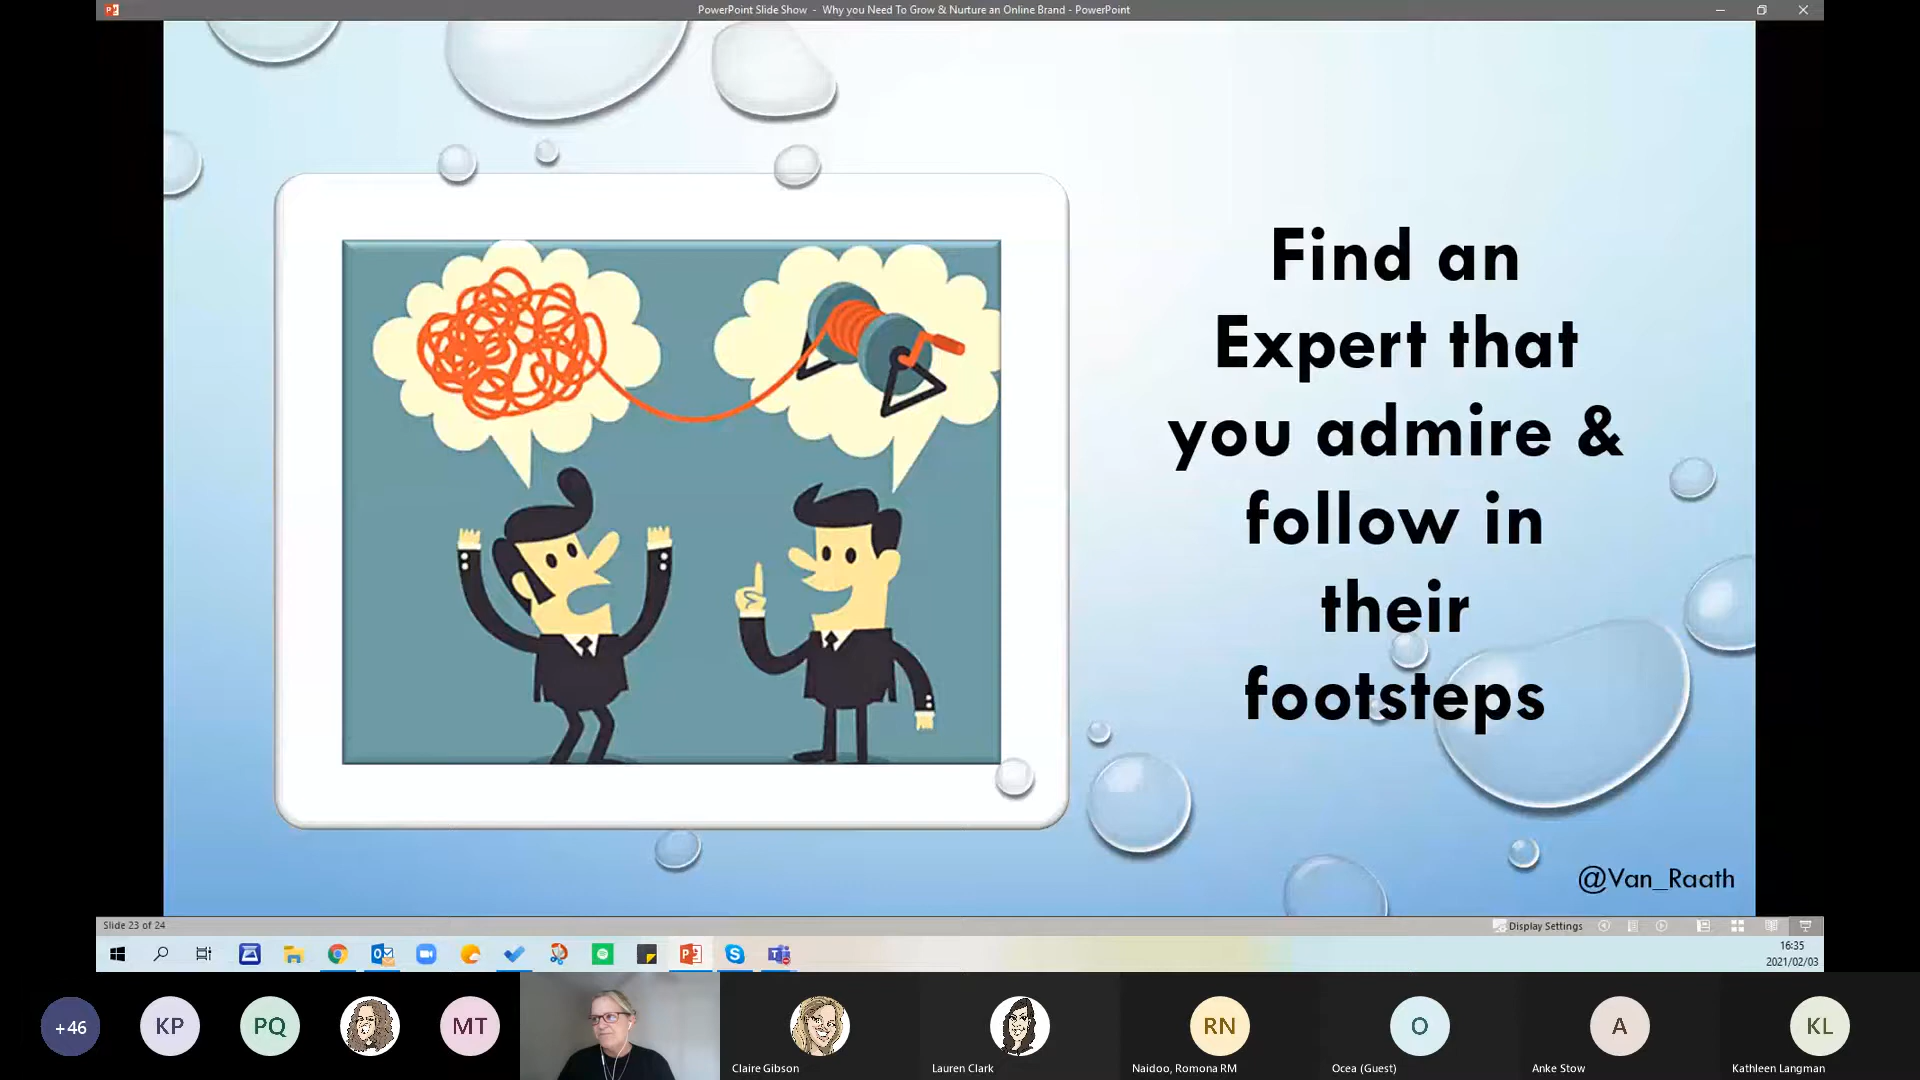 PowerPoint Slide Show - Why you Need To Grow & Nurture an Online Brand - PowerPoint
Find an
Expert that
you admire &
follow in
their
footsteps
@Van_Raath
Slide 23 of 24
Display Settings
16:35
2021/02/03
+46
KP
PQ
MT
RN
O
A
KL
Claire Gibson
Lauren Clark
Naidoo, Romona RM
Ocea (Guest)
Anke Stow
Kathleen Langman